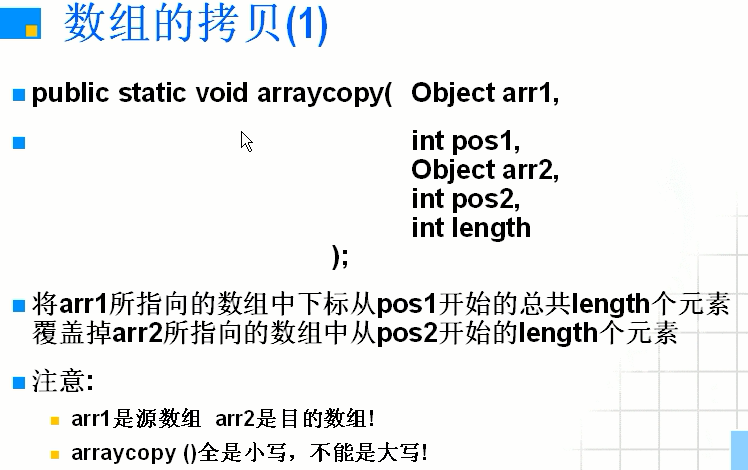 数组的拷贝(1)
public static void arraycopy( Object arr1,
int pos1,
Object arr2,
int pos2,
int length
);
将arr1所指向的数组中下标从pos1开始的总共length个元素
覆盖掉arr2所指向的数组中从pos2开始的length个元素
注意:
arr1是源数组 arr2是目的数组!
arraycopy ()全是小写，不能是大写!